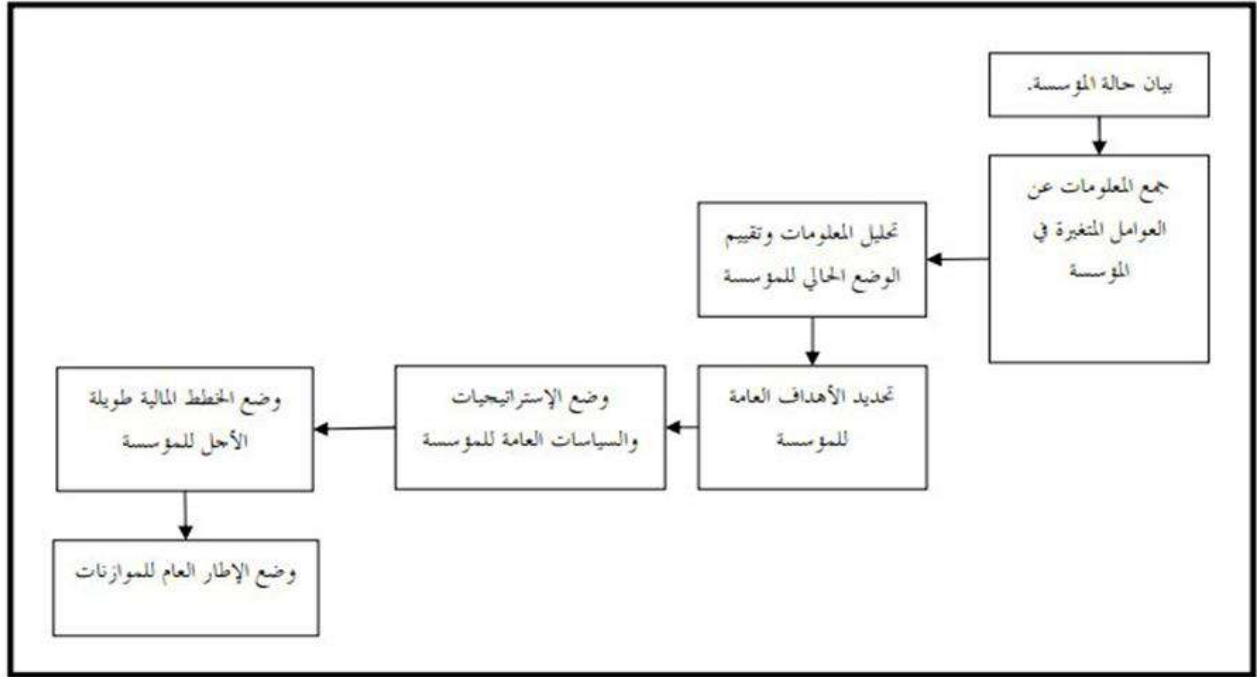 بيان حالة المؤسسة.
جمع المعلومات عن
العوامل المتغيرة في
المؤسسة
تحليل المعلومات وتقييم
الوضع الحالي للمؤسسة
تحديد الأهداف العامة
للمؤسسة
وضع الإستراتيجيات
والسياسات العامة للمؤسسة
وضع الخطط المالية طويلة
الأجل للمؤسسة
وضع الإطار العام للموازنات